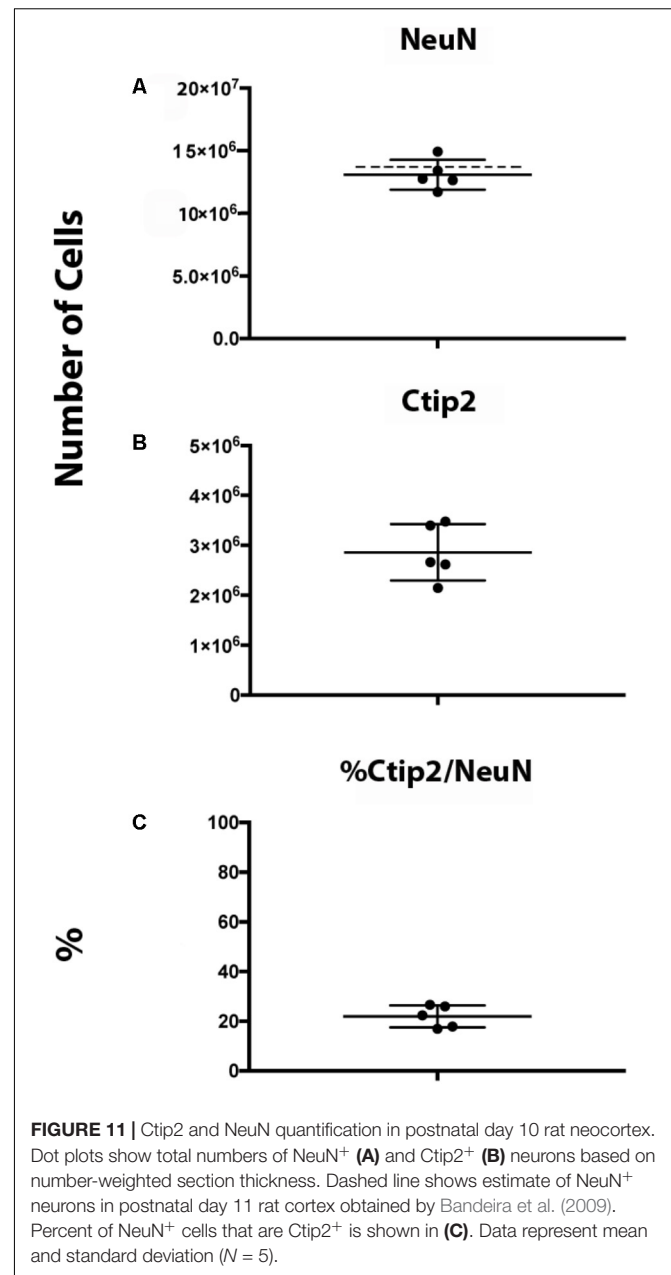 NeuN
A
20×10⁷
15×10⁶
10×10⁶
5.0×10⁶
0.0
Number of Cells
Ctip2
B
5×10⁶
4×10⁶
3×10⁶
2×10⁶
1×10⁶
0
%Ctip2/NeuN
C
100
80
60
40
20
0
%
FIGURE 11 | Ctip2 and NeuN quantification in postnatal day 10 rat neocortex.
Dot plots show total numbers of NeuN⁺ (A) and Ctip2⁺ (B) neurons based on
number-weighted section thickness. Dashed line shows estimate of NeuN⁺
neurons in postnatal day 11 rat cortex obtained by Bandeira et al. (2009).
Percent of NeuN⁺ cells that are Ctip2⁺ is shown in (C). Data represent mean
and standard deviation (N = 5).